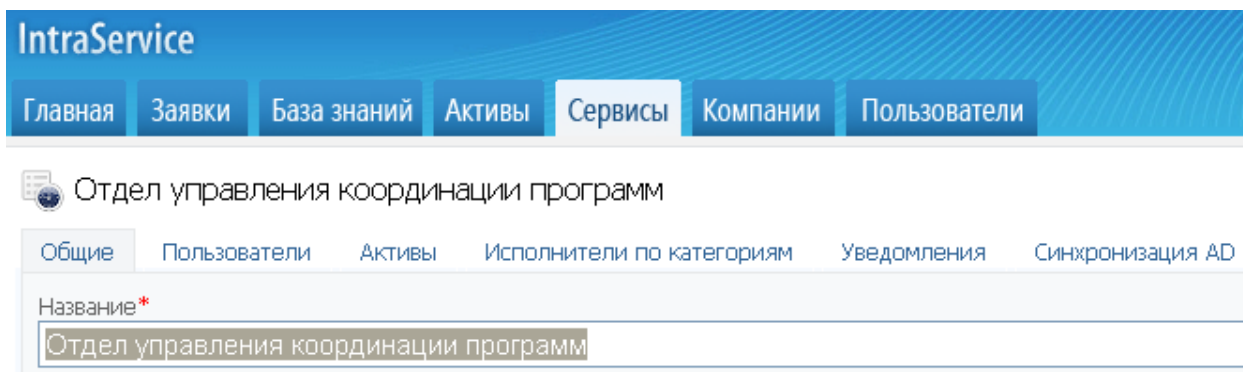 IntraService
Главная Заявки База знаний Активы Сервисы Компании Пользователи
Отдел управления координации программ
Общие Пользователи Активы Исполнители по категориям Уведомления Синхронизация AD
Название*
Отдел управления координации программ